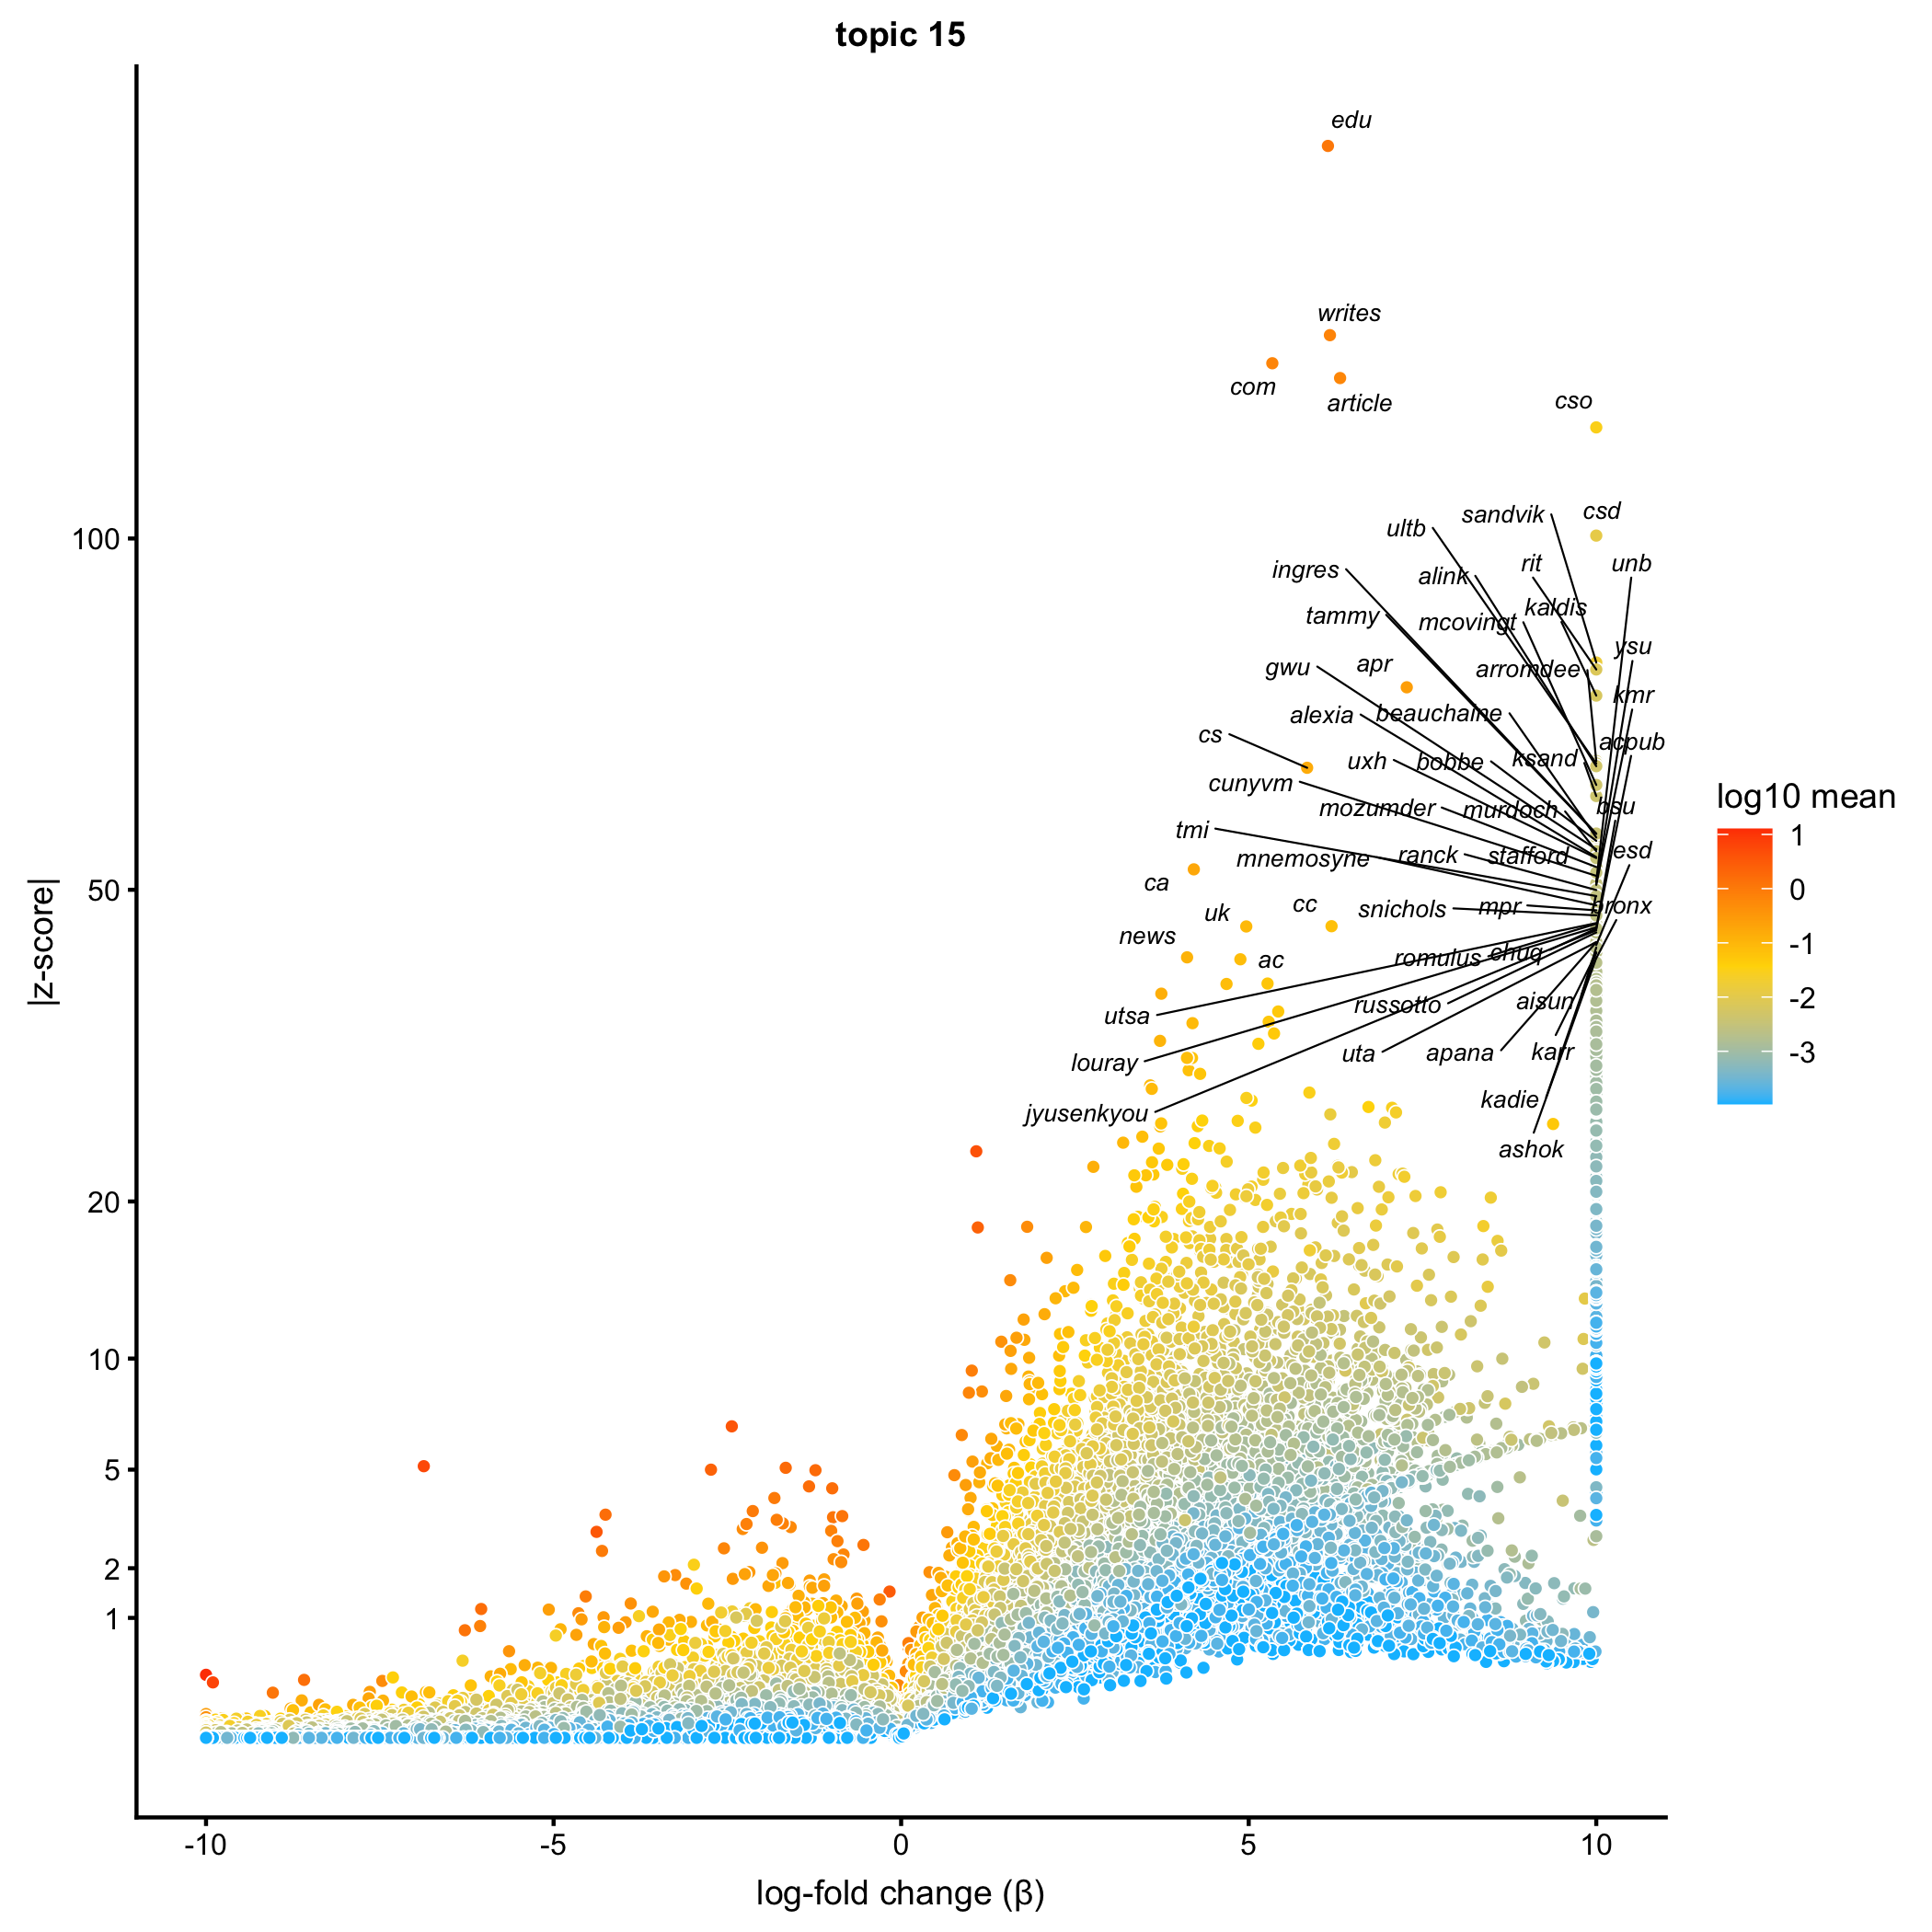 topic 15
edu
writes
com
article
cso
sandvik
csd
ultb
ingres
alink
rit
unb
kaldis
tammy
mcovingt
ysu
gwu
apr
arromdee
kmr
alexia
beauchaine
cs
acpub
uxh
bobbe
ksand
cunyvm
mozumder
murdoch
bsu
tmi
mnemosyne
ranck
stafford
esd
ca
uk
cc
snichols
mpr
bronx
news
ac
romulus
chuq
utsa
russotto
aisun
louray
uta
apana
karr
jyusenkyou
kadie
ashok
100
50
20
10
5
2
1
|z-score|
-10
-5
0
5
10
log-fold change (β)
log10 mean
1
0
-1
-2
-3